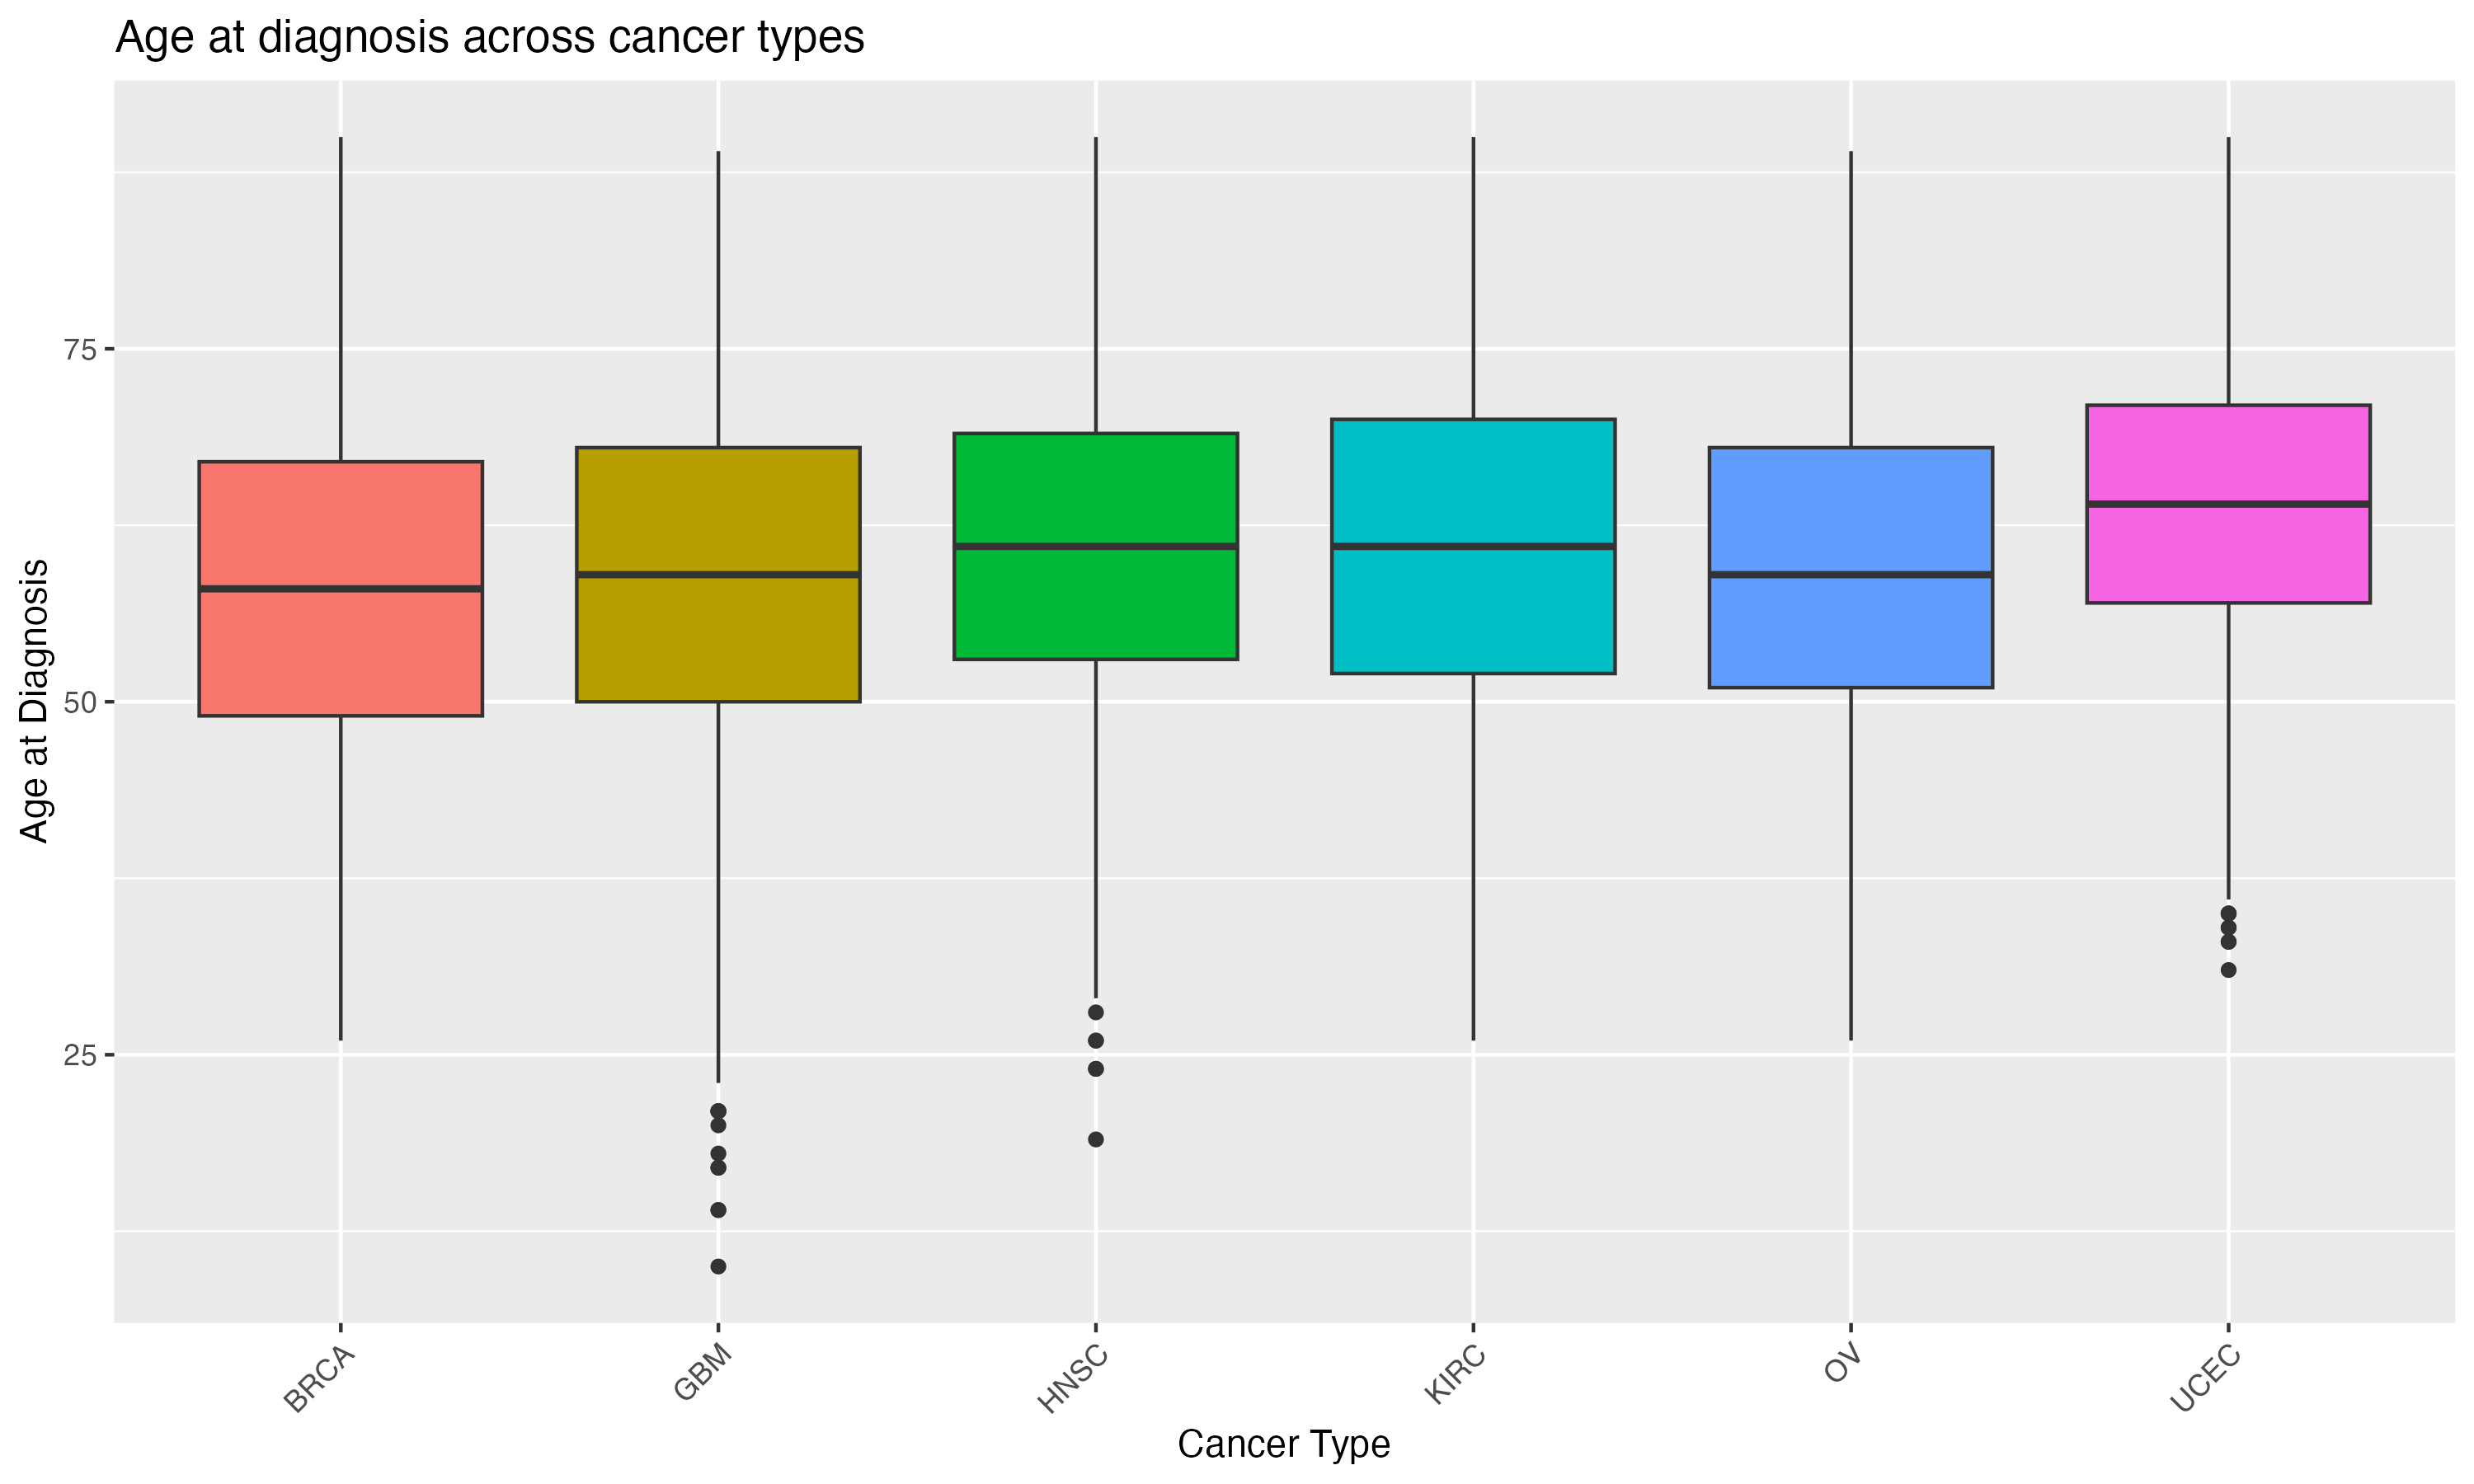 Age at diagnosis across cancer types
Age at Diagnosis
75
50
25
BRCA
GBM
HNSC
KIRC
OV
UCEC
Cancer Type